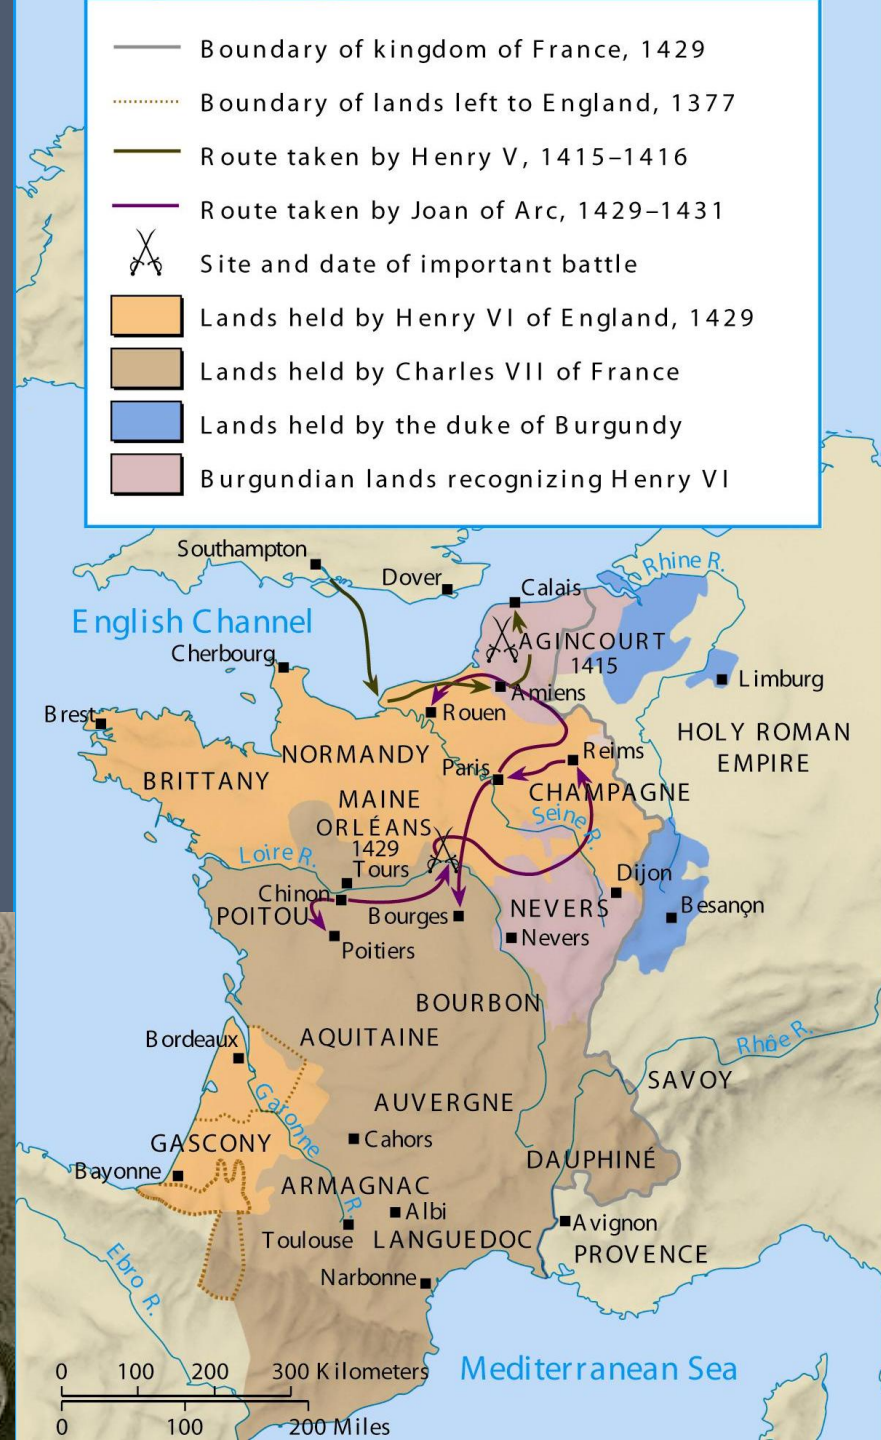 Boundary of kingdom of France, 1429
Boundary of lands left to England, 1377
Route taken by Henry V, 1415–1416
Route taken by Joan of Arc, 1429–1431
Site and date of important battle
Lands held by Henry VI of England, 1429
Lands held by Charles VII of France
Lands held by the duke of Burgundy
Burgundian lands recognizing Henry VI
Southampton
Dover
Calais
Rhine R.
English Channel
AGINCOURT
1415
Cherbourg
Amiens
Limburg
Brest
Rouen
HOLY ROMAN
EMPIRE
NORMANDY
Reims
Paris
BRITTANY
CHAMPAGNE
MAINE
Seine R.
ORLÉANS
1429
Loire R.
Tours
Dijon
Chinon
Besançon
POITOU
Bourges
NEVERS
Nevers
Poitiers
BOURBON
Bordeaux
AQUITAINE
Rhôe R.
SAVOY
Garonne R.
AUVERGNE
Cahors
GASCONY
DAUPHINÉ
Bayonne
ARMAGNAC
Albi
Avignon
Toulouse
LANGUEDOC
PROVENCE
Ebro R.
Narbonne
0 100 200 300 Kilometers
Mediterranean Sea
0 100 200 Miles